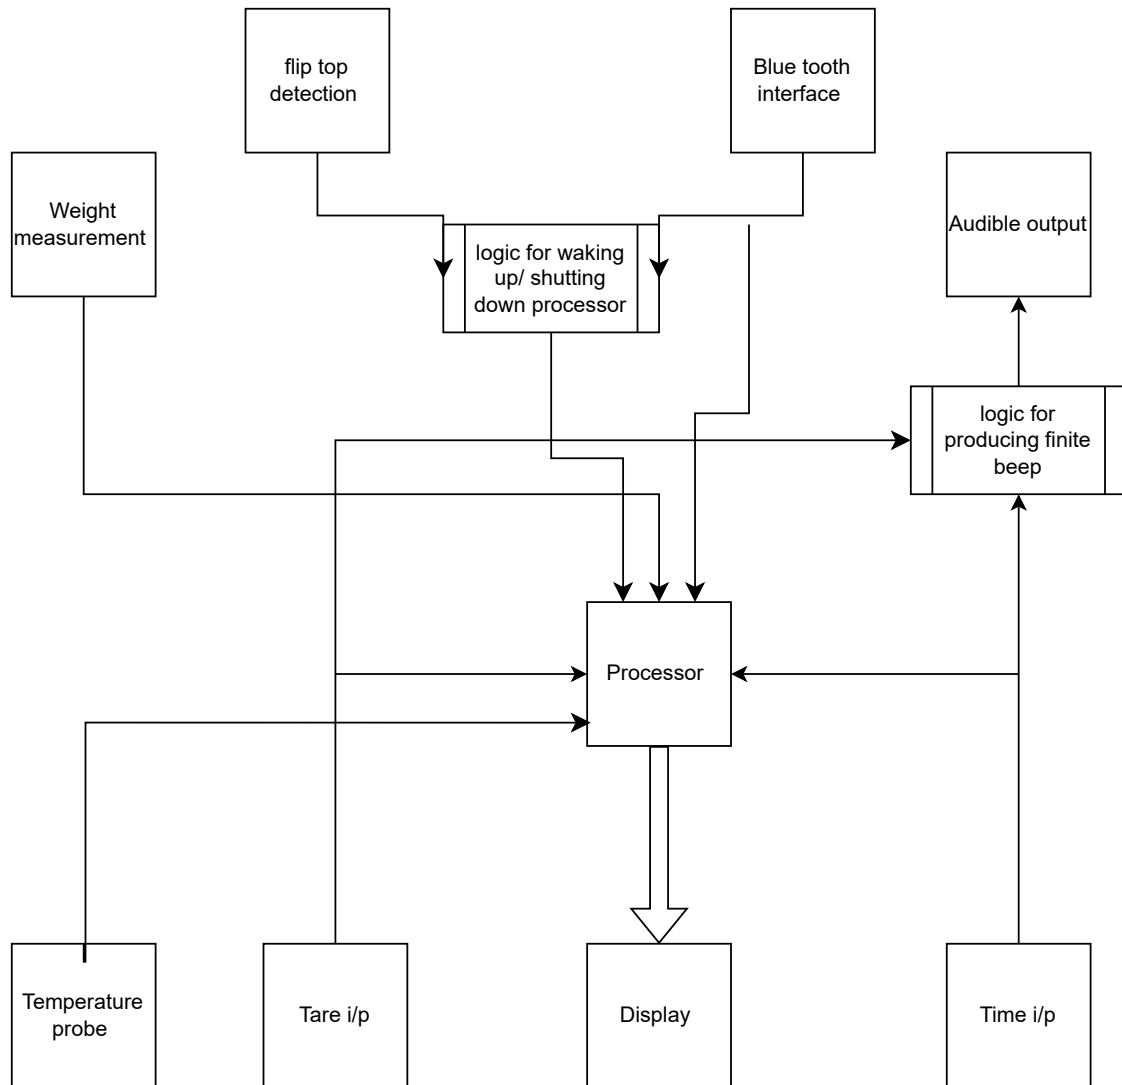 flip top
detection
Blue tooth
interface
Weight
measurement
logic for waking
up/ shutting
down processor
Audible output
logic for
producing finite
beep
Processor
Temperature
probe
Tare i/p
Display
Time i/p